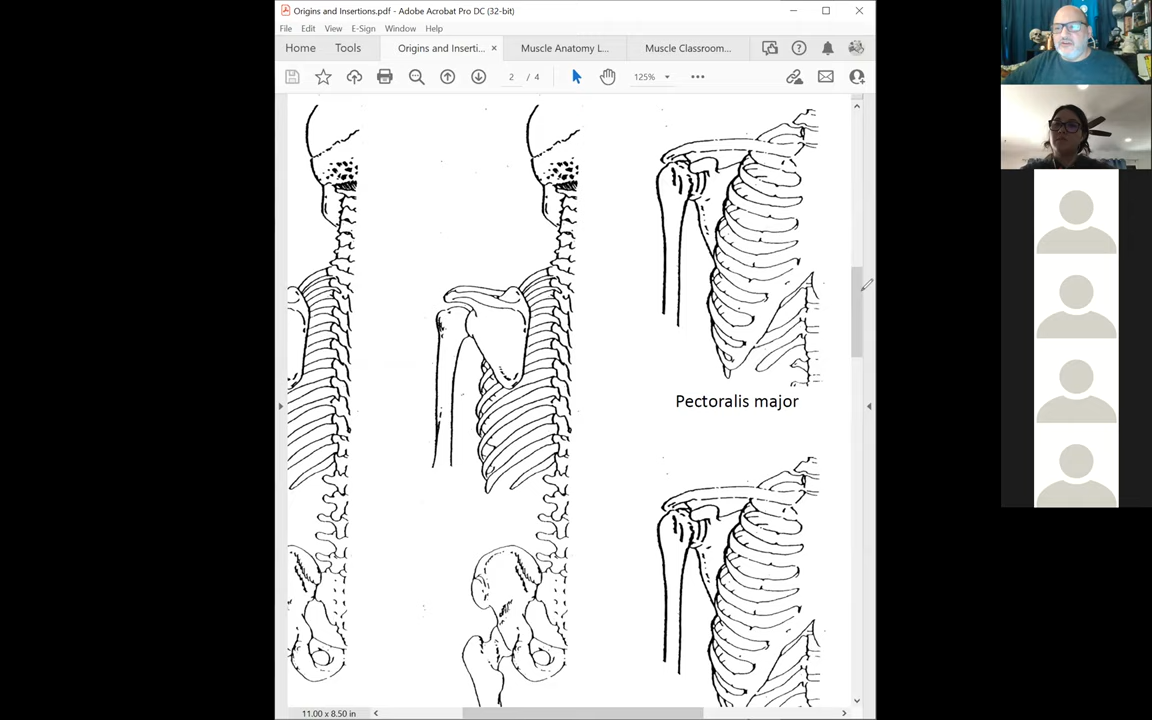 Origins and Insertions.pdf - Adobe Acrobat Pro DC (32-bit)
File Edit View E-Sign Window Help
Home Tools Origins and Inserti... × Muscle Anatomy L... Muscle Classroom...
2 / 4 125%
Pectoralis major
11.00 x 8.50 in